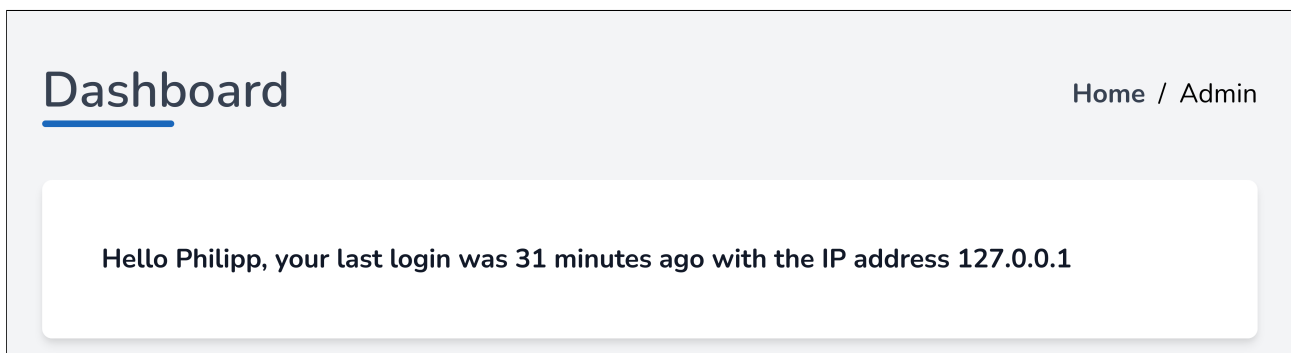 Dashboard
Home / Admin
Hello Philipp, your last login was 31 minutes ago with the IP address 127.0.0.1